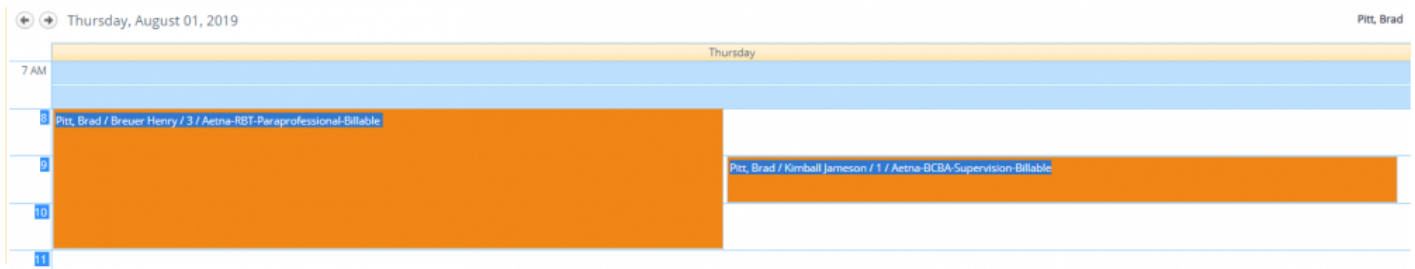 Thursday, August 01, 2019
Pitt, Brad
Thursday
7 AM
8
Pitt, Brad / Breuer Henry / 3 / Aetna-RBT-Paraprofessional-Billable
9
Pitt, Brad / Kimball Jameson / 1 / Aetna-BCBA-Supervision-Billable
10
11